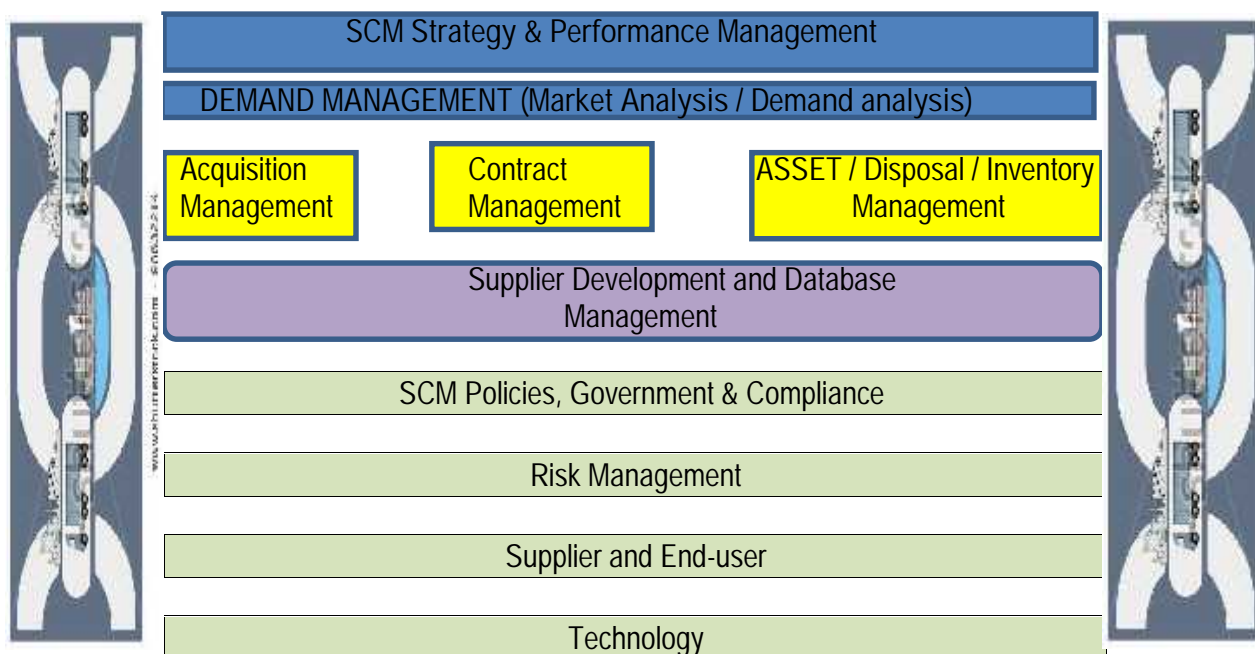 SCM Strategy & Performance Management
DEMAND MANAGEMENT (Market Analysis / Demand analysis)
Acquisition
Management
Contract
Management
ASSET / Disposal / Inventory
Management
Supplier Development and Database
Management
SCM Policies, Government & Compliance
Risk Management
Supplier and End-user
Technology